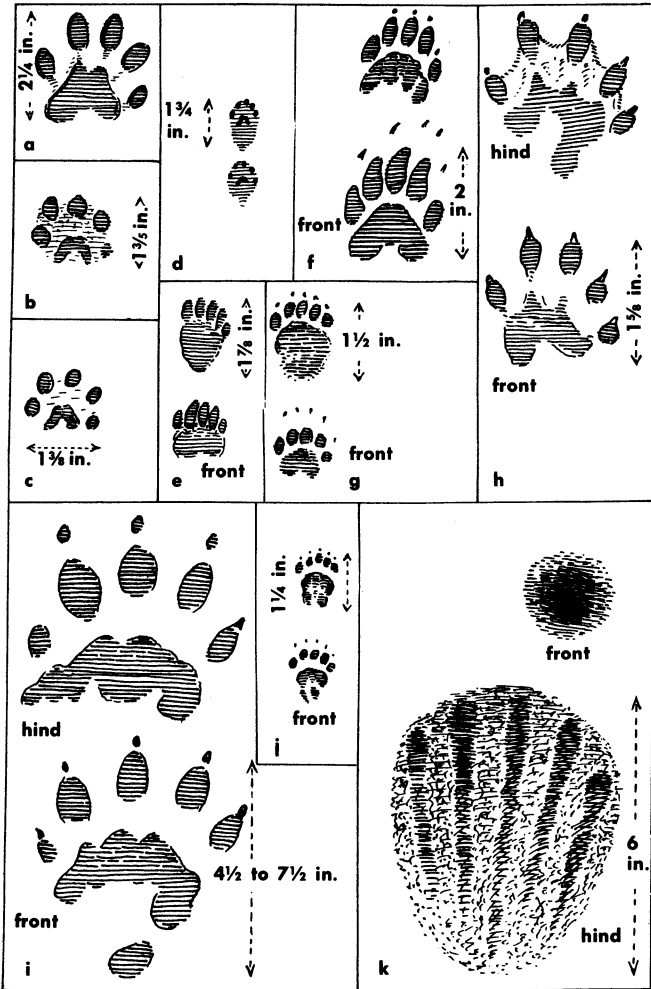 2¼ in.
a
<1⅗ in.>
b
1⅜ in.
c
1¾
in.
d
<1⅞ in.>
front
e
front
2
in.
f
1½ in.
front
g
hind
1⅝ in.
front
h
hind
front
4½ to 7½ in.
i
1¼ in.
front
j
front
6
in.
hind
k